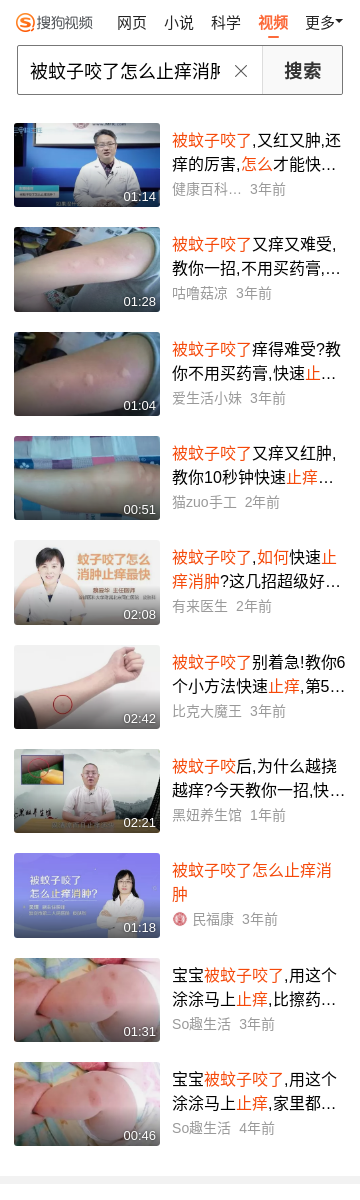 搜狗视频
网页 小说 科学 视频 更多
被蚊子咬了怎么止痒消肿 搜索
01:14
被蚊子咬了,又红又肿,还
痒的厉害,怎么才能快…
健康百科… 3年前
01:28
被蚊子咬了又痒又难受,
教你一招,不用买药膏,…
咕噜菇凉 3年前
01:04
被蚊子咬了痒得难受?教
你不用买药膏,快速止…
爱生活小妹 3年前
00:51
被蚊子咬了又痒又红肿,
教你10秒钟快速止痒…
猫zuo手工 2年前
蚊子咬了怎么
消肿止痒最快
02:08
被蚊子咬了,如何快速止
痒消肿?这几招超级好…
有来医生 2年前
02:42
被蚊子咬了别着急!教你6
个小方法快速止痒,第5…
比克大魔王 3年前
02:21
被蚊子咬后,为什么越挠
越痒?今天教你一招,快…
黑妞养生馆 1年前
被蚊子咬了
怎么止痒消肿?
01:18
被蚊子咬了怎么止痒消
肿
民福康 3年前
01:31
宝宝被蚊子咬了,用这个
涂涂马上止痒,比擦药…
So趣生活 3年前
00:46
宝宝被蚊子咬了,用这个
涂涂马上止痒,家里都…
So趣生活 4年前